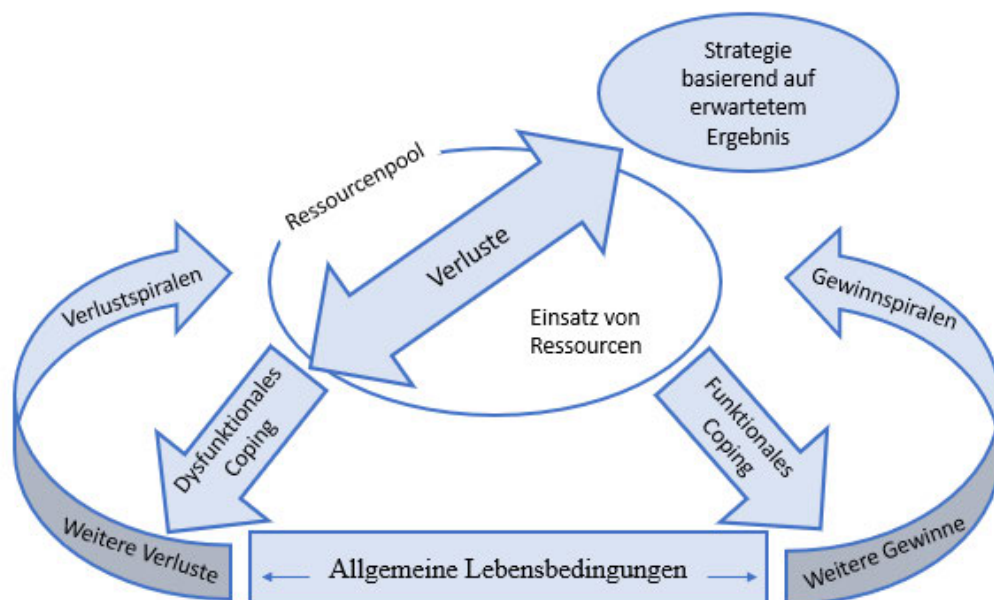 Strategie
basierend auf
erwartetem
Ergebnis
Ressourcenpool
Verluste
Verlustspiralen
Gewinnspiralen
Einsatz von
Ressourcen
Dysfunktionales
Coping
Funktionales
Coping
Weitere Verluste
Allgemeine Lebensbedingungen
Weitere Gewinne